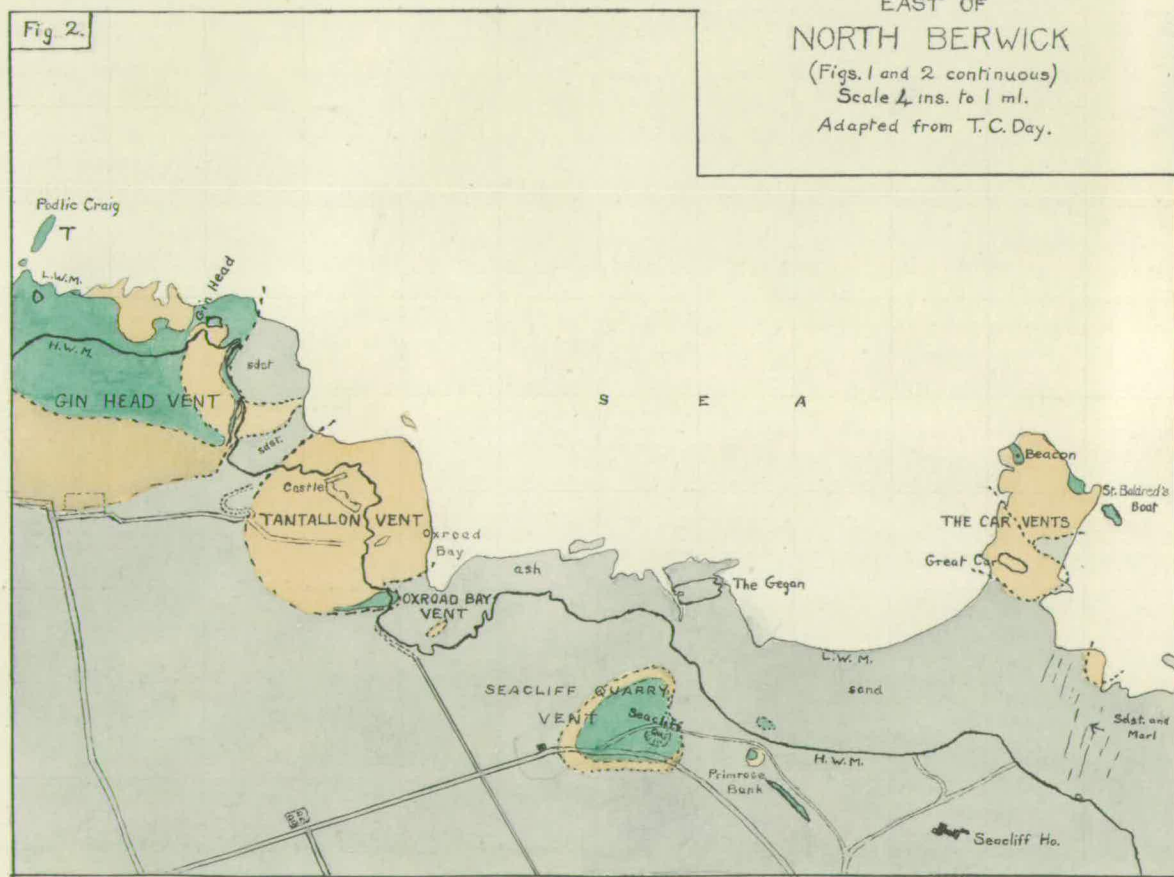 Fig 2.
EAST OF
NORTH BERWICK
(Figs. 1 and 2 continuous)
Scale 4 ins. to 1 ml.
Adapted from T.C. Day.
Podlie Craig
T
L.W.M.
Gin Head
H.W.M.
sdst
GIN HEAD VENT
sdst.
SEA
Castle
TANTALLON VENT
Oxroad
Bay
Beacon
St. Baldred's
Boat
THE CAR VENTS
Great Car
ash
The Gegan
OXROAD BAY
VENT
L.W.M.
sand
SEACLIFF QUARRY
VENT
Seacliff
Sdst. and
Marl
H.W.M.
Primrose
Bank
Seacliff Ho.